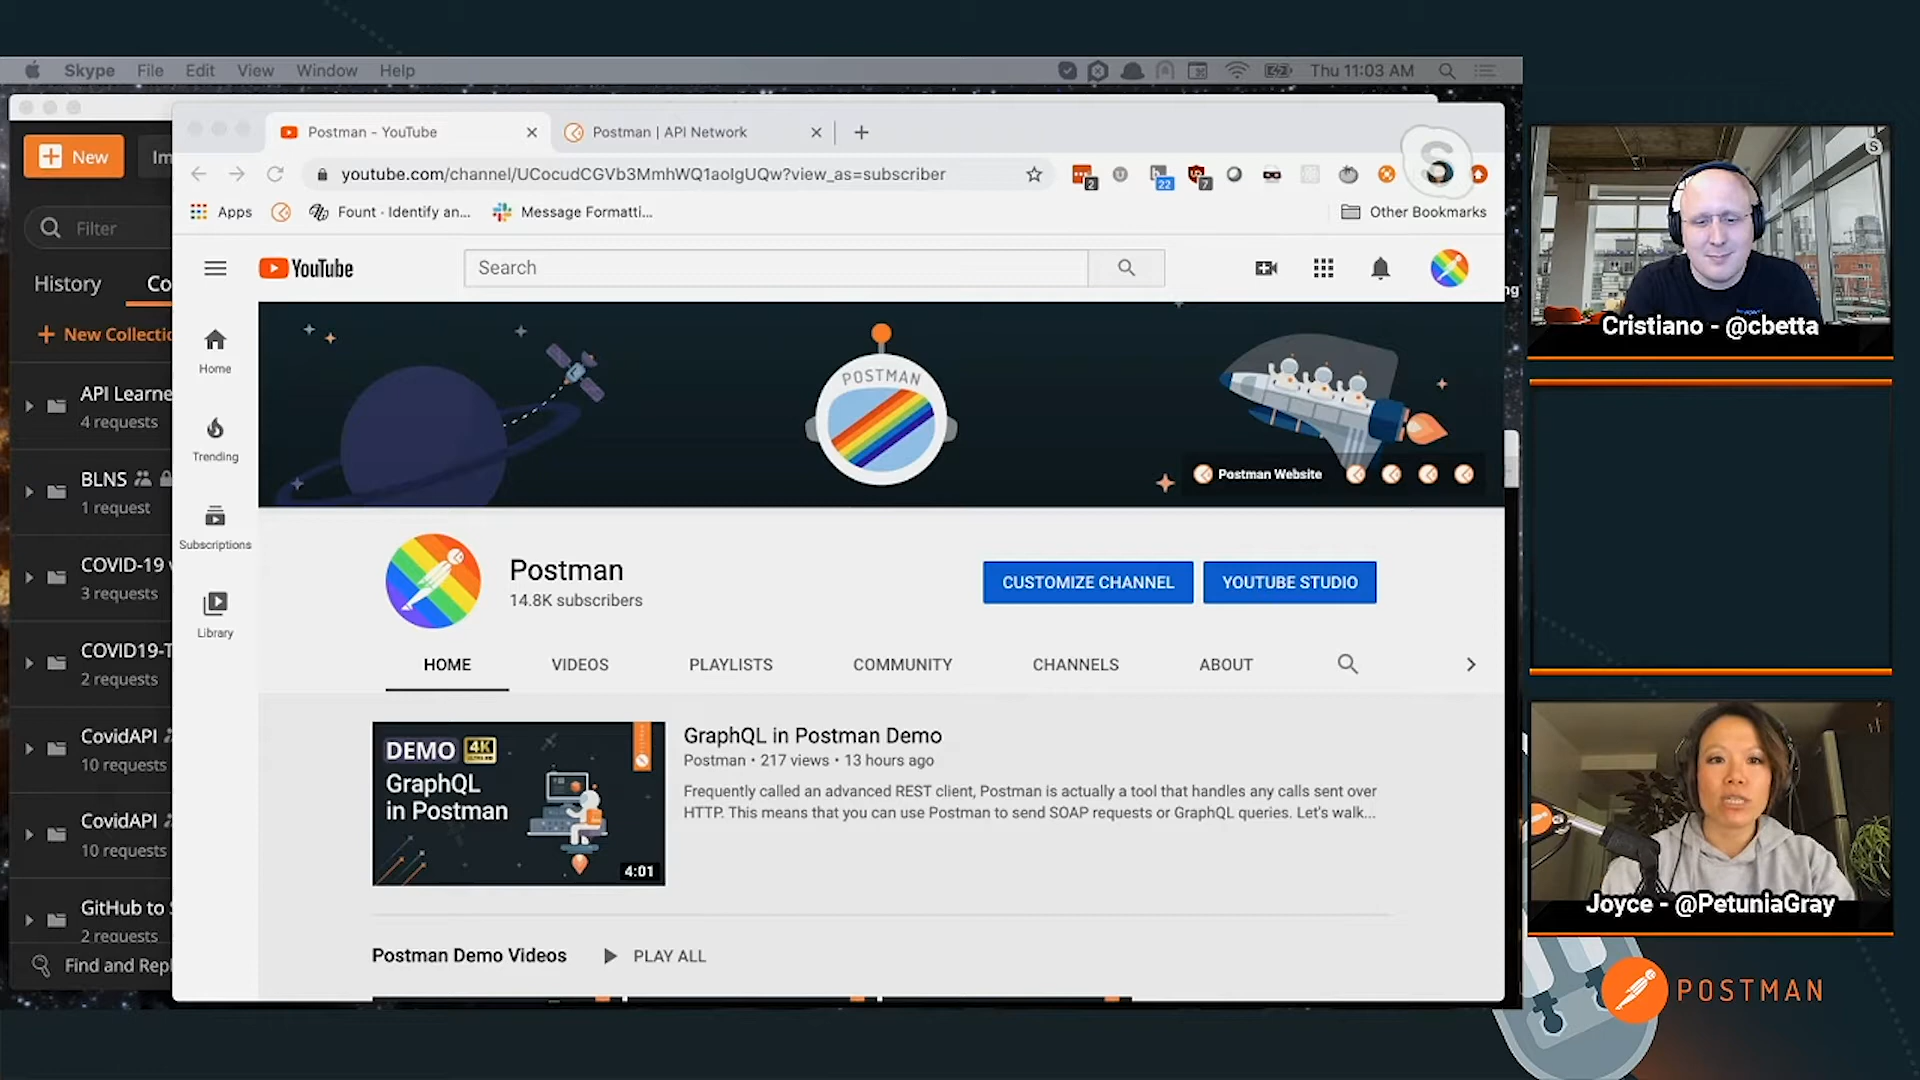 Skype File Edit View Window Help
Thu 11:03 AM
New
Im
Postman - YouTube
Postman | API Network
youtube.com/channel/UCocudCGVb3MmhWQ1aoIgUQw?view_as=subscriber
2
22
7
Apps
Fount - Identify an...
Message Formatti...
Other Bookmarks
Filter
YouTube
Search
History
Co
New Collectio
Home
Trending
Subscriptions
Library
API Learne
4 requests
BLNS
1 request
COVID-19 v
3 requests
COVID19-T
2 requests
CovidAPI
10 requests
CovidAPI
10 requests
GitHub to S
2 requests
Find and Repl
POSTMAN
Postman Website
Postman
14.8K subscribers
CUSTOMIZE CHANNEL
YOUTUBE STUDIO
HOME VIDEOS PLAYLISTS COMMUNITY CHANNELS ABOUT
DEMO 4K
GraphQL
in Postman
4:01
GraphQL in Postman Demo
Postman • 217 views • 13 hours ago
Frequently called an advanced REST client, Postman is actually a tool that handles any calls sent over
HTTP. This means that you can use Postman to send SOAP requests or GraphQL queries. Let's walk...
Postman Demo Videos
PLAY ALL
Cristiano - @cbetta
Joyce - @PetuniaGray
POSTMAN